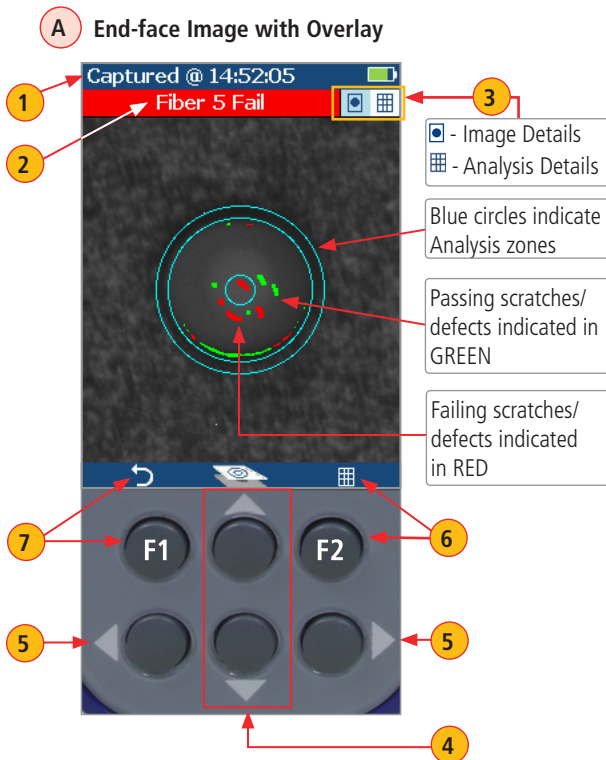 A End-face Image with Overlay
Captured @ 14:52:05
1
Fiber 5 Fail
3
2
- Image Details
- Analysis Details
Blue circles indicate
Analysis zones
Passing scratches/
defects indicated in
GREEN
Failing scratches/
defects indicated
in RED
7
F1
F2
6
5
5
4